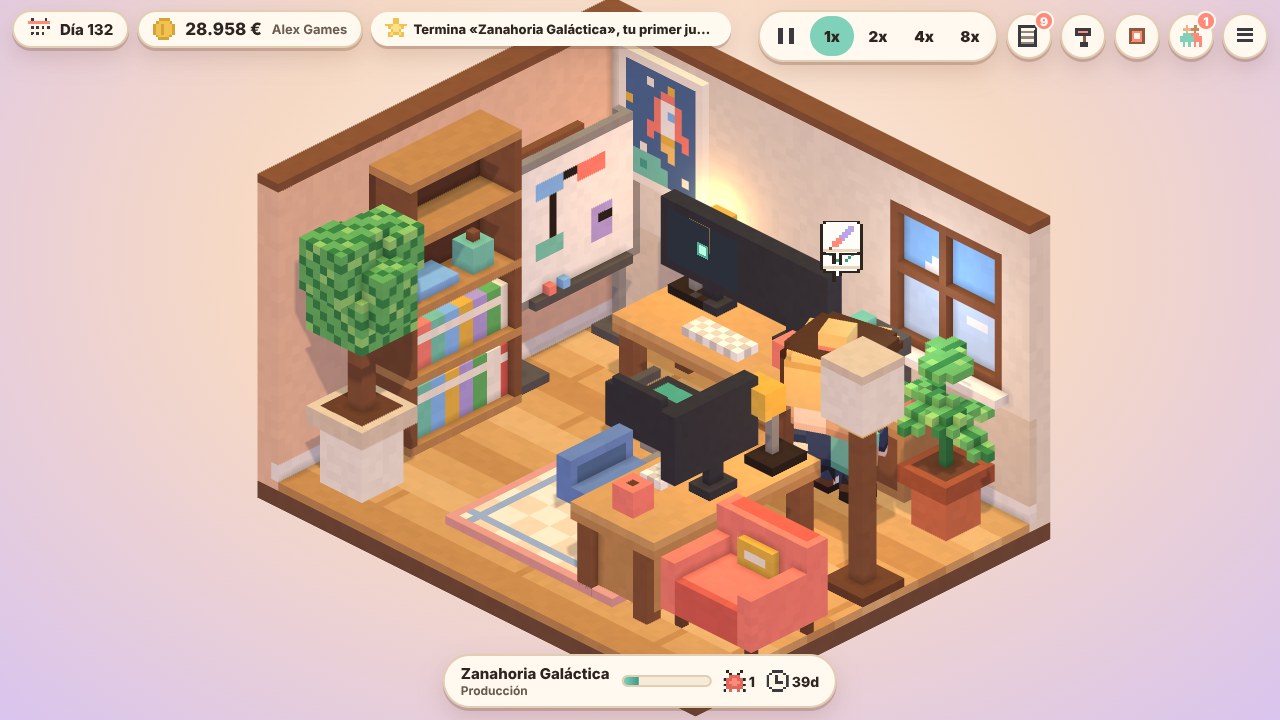 Día 132
28.958 € Alex Games
Termina «Zanahoria Galáctica», tu primer ju...
1x 2x 4x 8x
9
1
Zanahoria Galáctica
Producción
1
39d